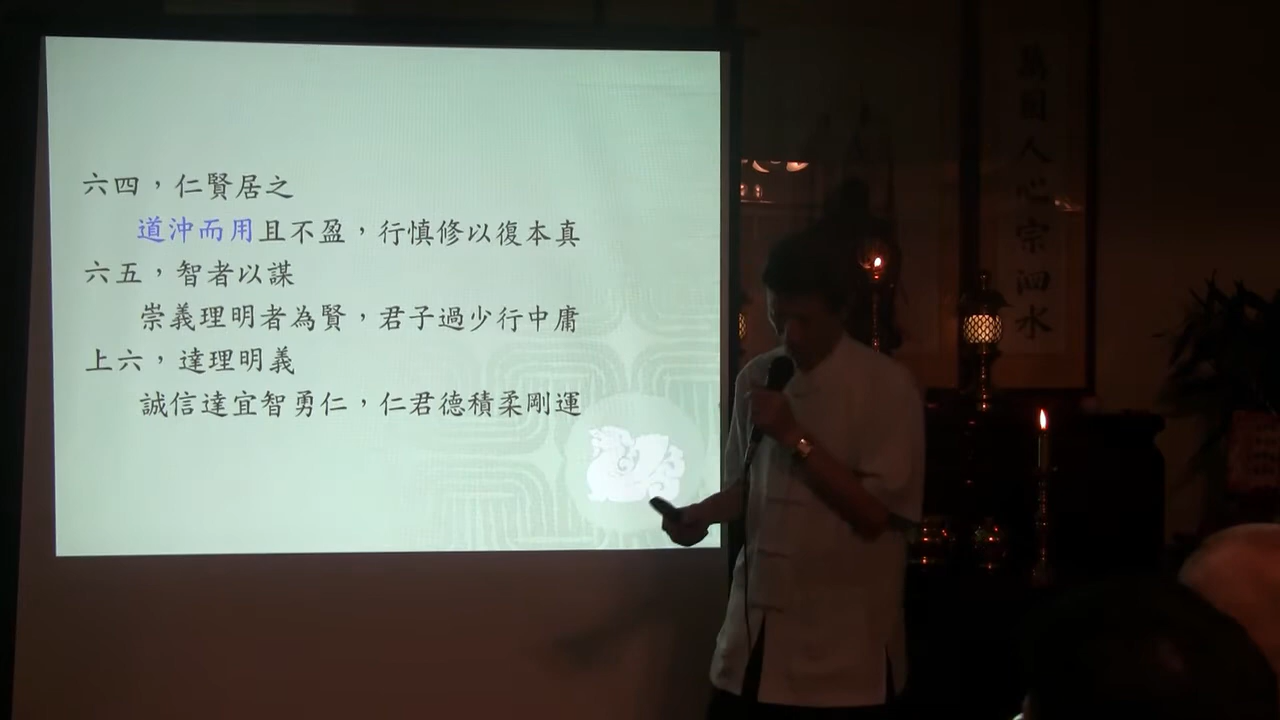 六四，仁賢居之
道沖而用且不盈，行慎修以復本真
六五，智者以謀
崇義理明者為賢，君子過少行中庸
上六，達理明義
誠信達宜智勇仁，仁君德積柔剛運
萬國人心宗泗水